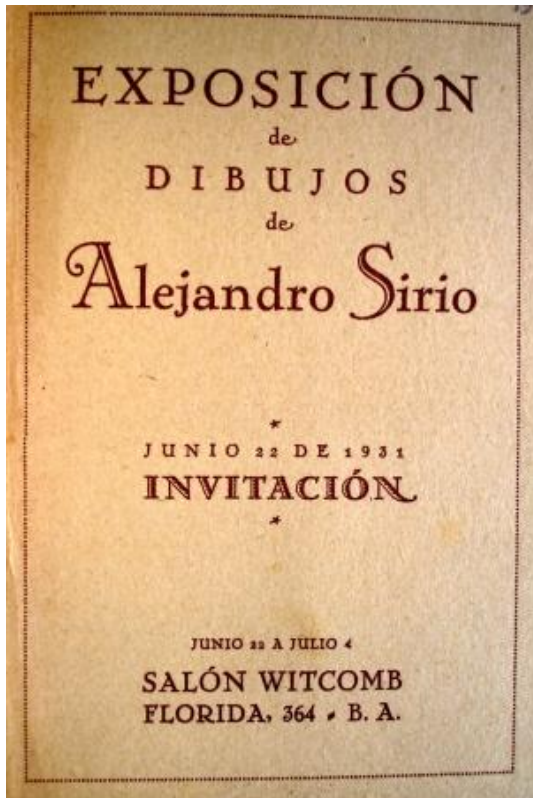 EXPOSICIÓN
de
DIBUJOS
de
Alejandro Sirio
JUNIO 22 DE 1931
INVITACIÓN
JUNIO 22 A JULIO 4
SALÓN WITCOMB
FLORIDA, 364 * B. A.